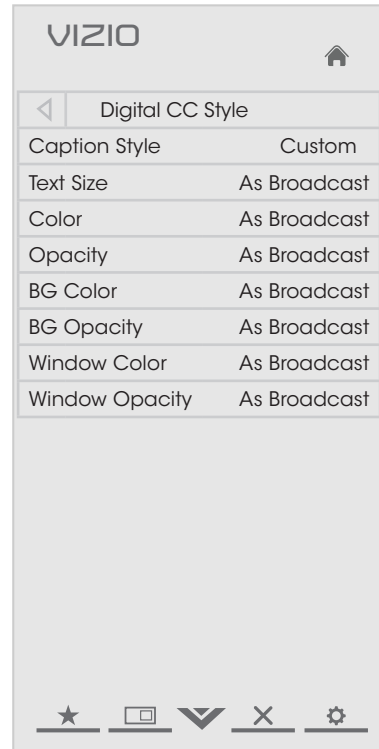 VIZIO
Digital CC Style
Caption Style Custom
Text Size As Broadcast
Color As Broadcast
Opacity As Broadcast
BG Color As Broadcast
BG Opacity As Broadcast
Window Color As Broadcast
Window Opacity As Broadcast